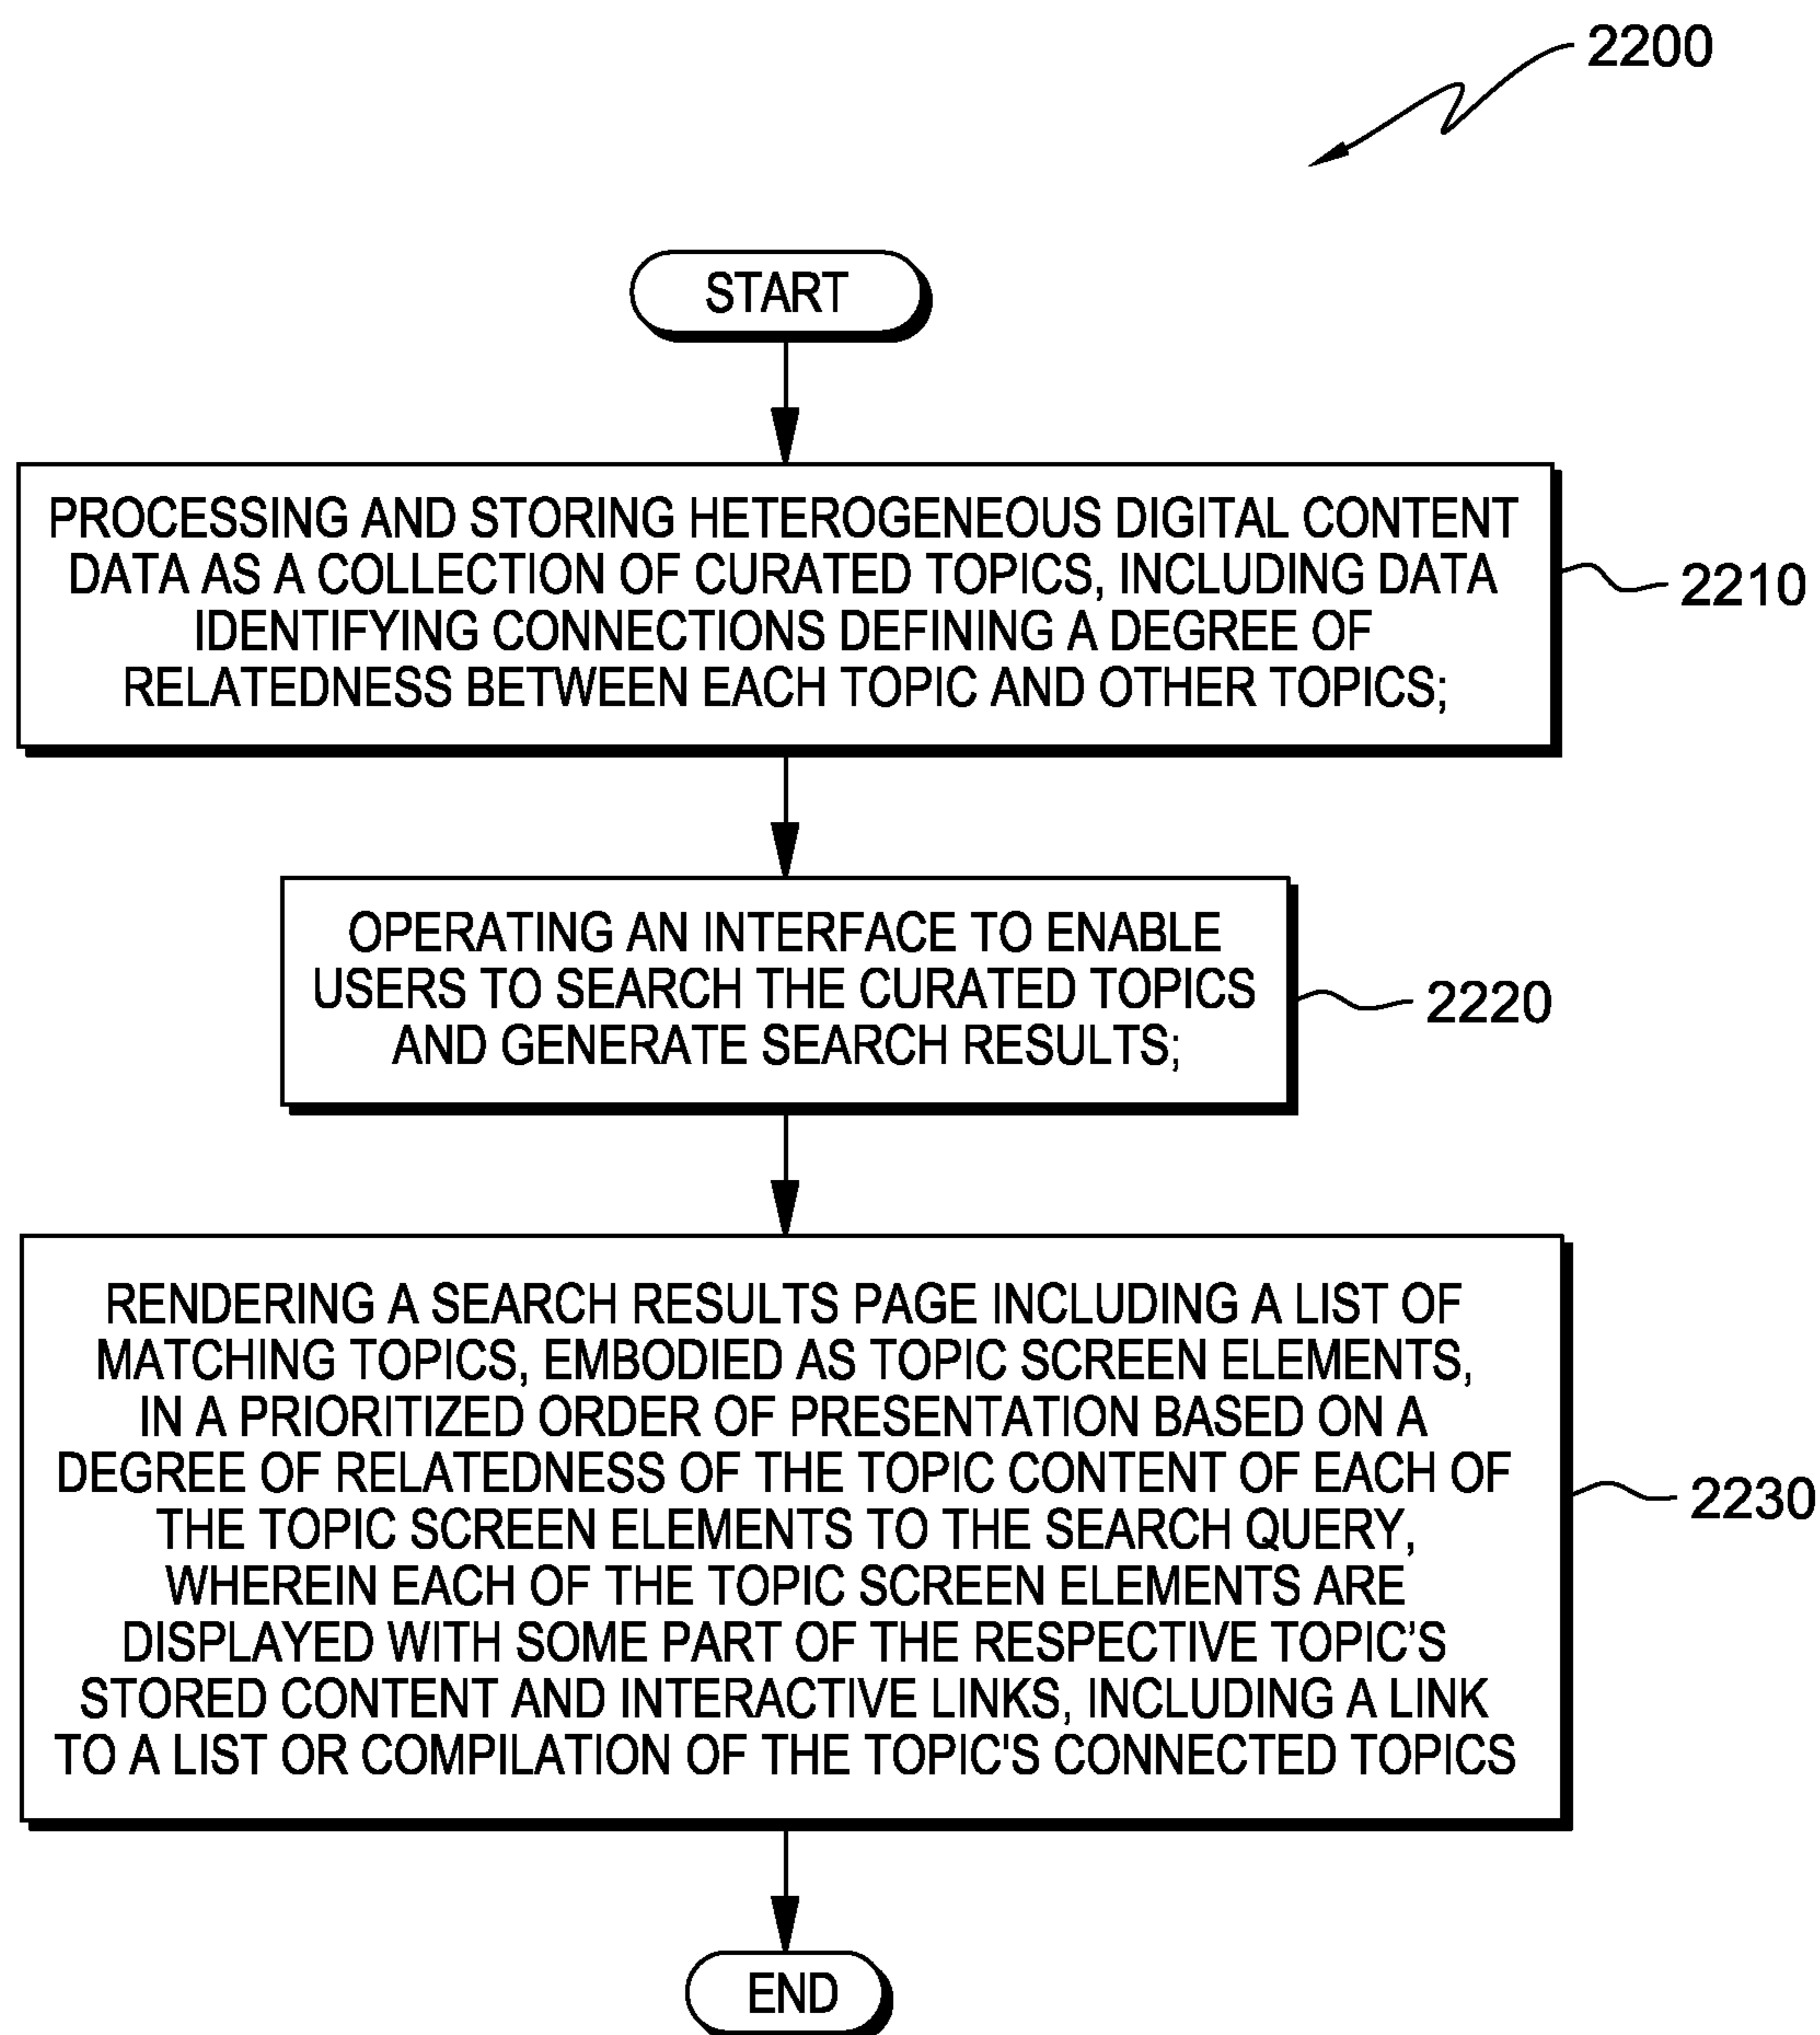 2200
START
PROCESSING AND STORING HETEROGENEOUS DIGITAL CONTENT
DATA AS A COLLECTION OF CURATED TOPICS, INCLUDING DATA
IDENTIFYING CONNECTIONS DEFINING A DEGREE OF
RELATEDNESS BETWEEN EACH TOPIC AND OTHER TOPICS;
2210
OPERATING AN INTERFACE TO ENABLE
USERS TO SEARCH THE CURATED TOPICS
AND GENERATE SEARCH RESULTS;
2220
RENDERING A SEARCH RESULTS PAGE INCLUDING A LIST OF
MATCHING TOPICS, EMBODIED AS TOPIC SCREEN ELEMENTS,
IN A PRIORITIZED ORDER OF PRESENTATION BASED ON A
DEGREE OF RELATEDNESS OF THE TOPIC CONTENT OF EACH OF
THE TOPIC SCREEN ELEMENTS TO THE SEARCH QUERY,
WHEREIN EACH OF THE TOPIC SCREEN ELEMENTS ARE
DISPLAYED WITH SOME PART OF THE RESPECTIVE TOPIC’S
STORED CONTENT AND INTERACTIVE LINKS, INCLUDING A LINK
TO A LIST OR COMPILATION OF THE TOPIC'S CONNECTED TOPICS
2230
END